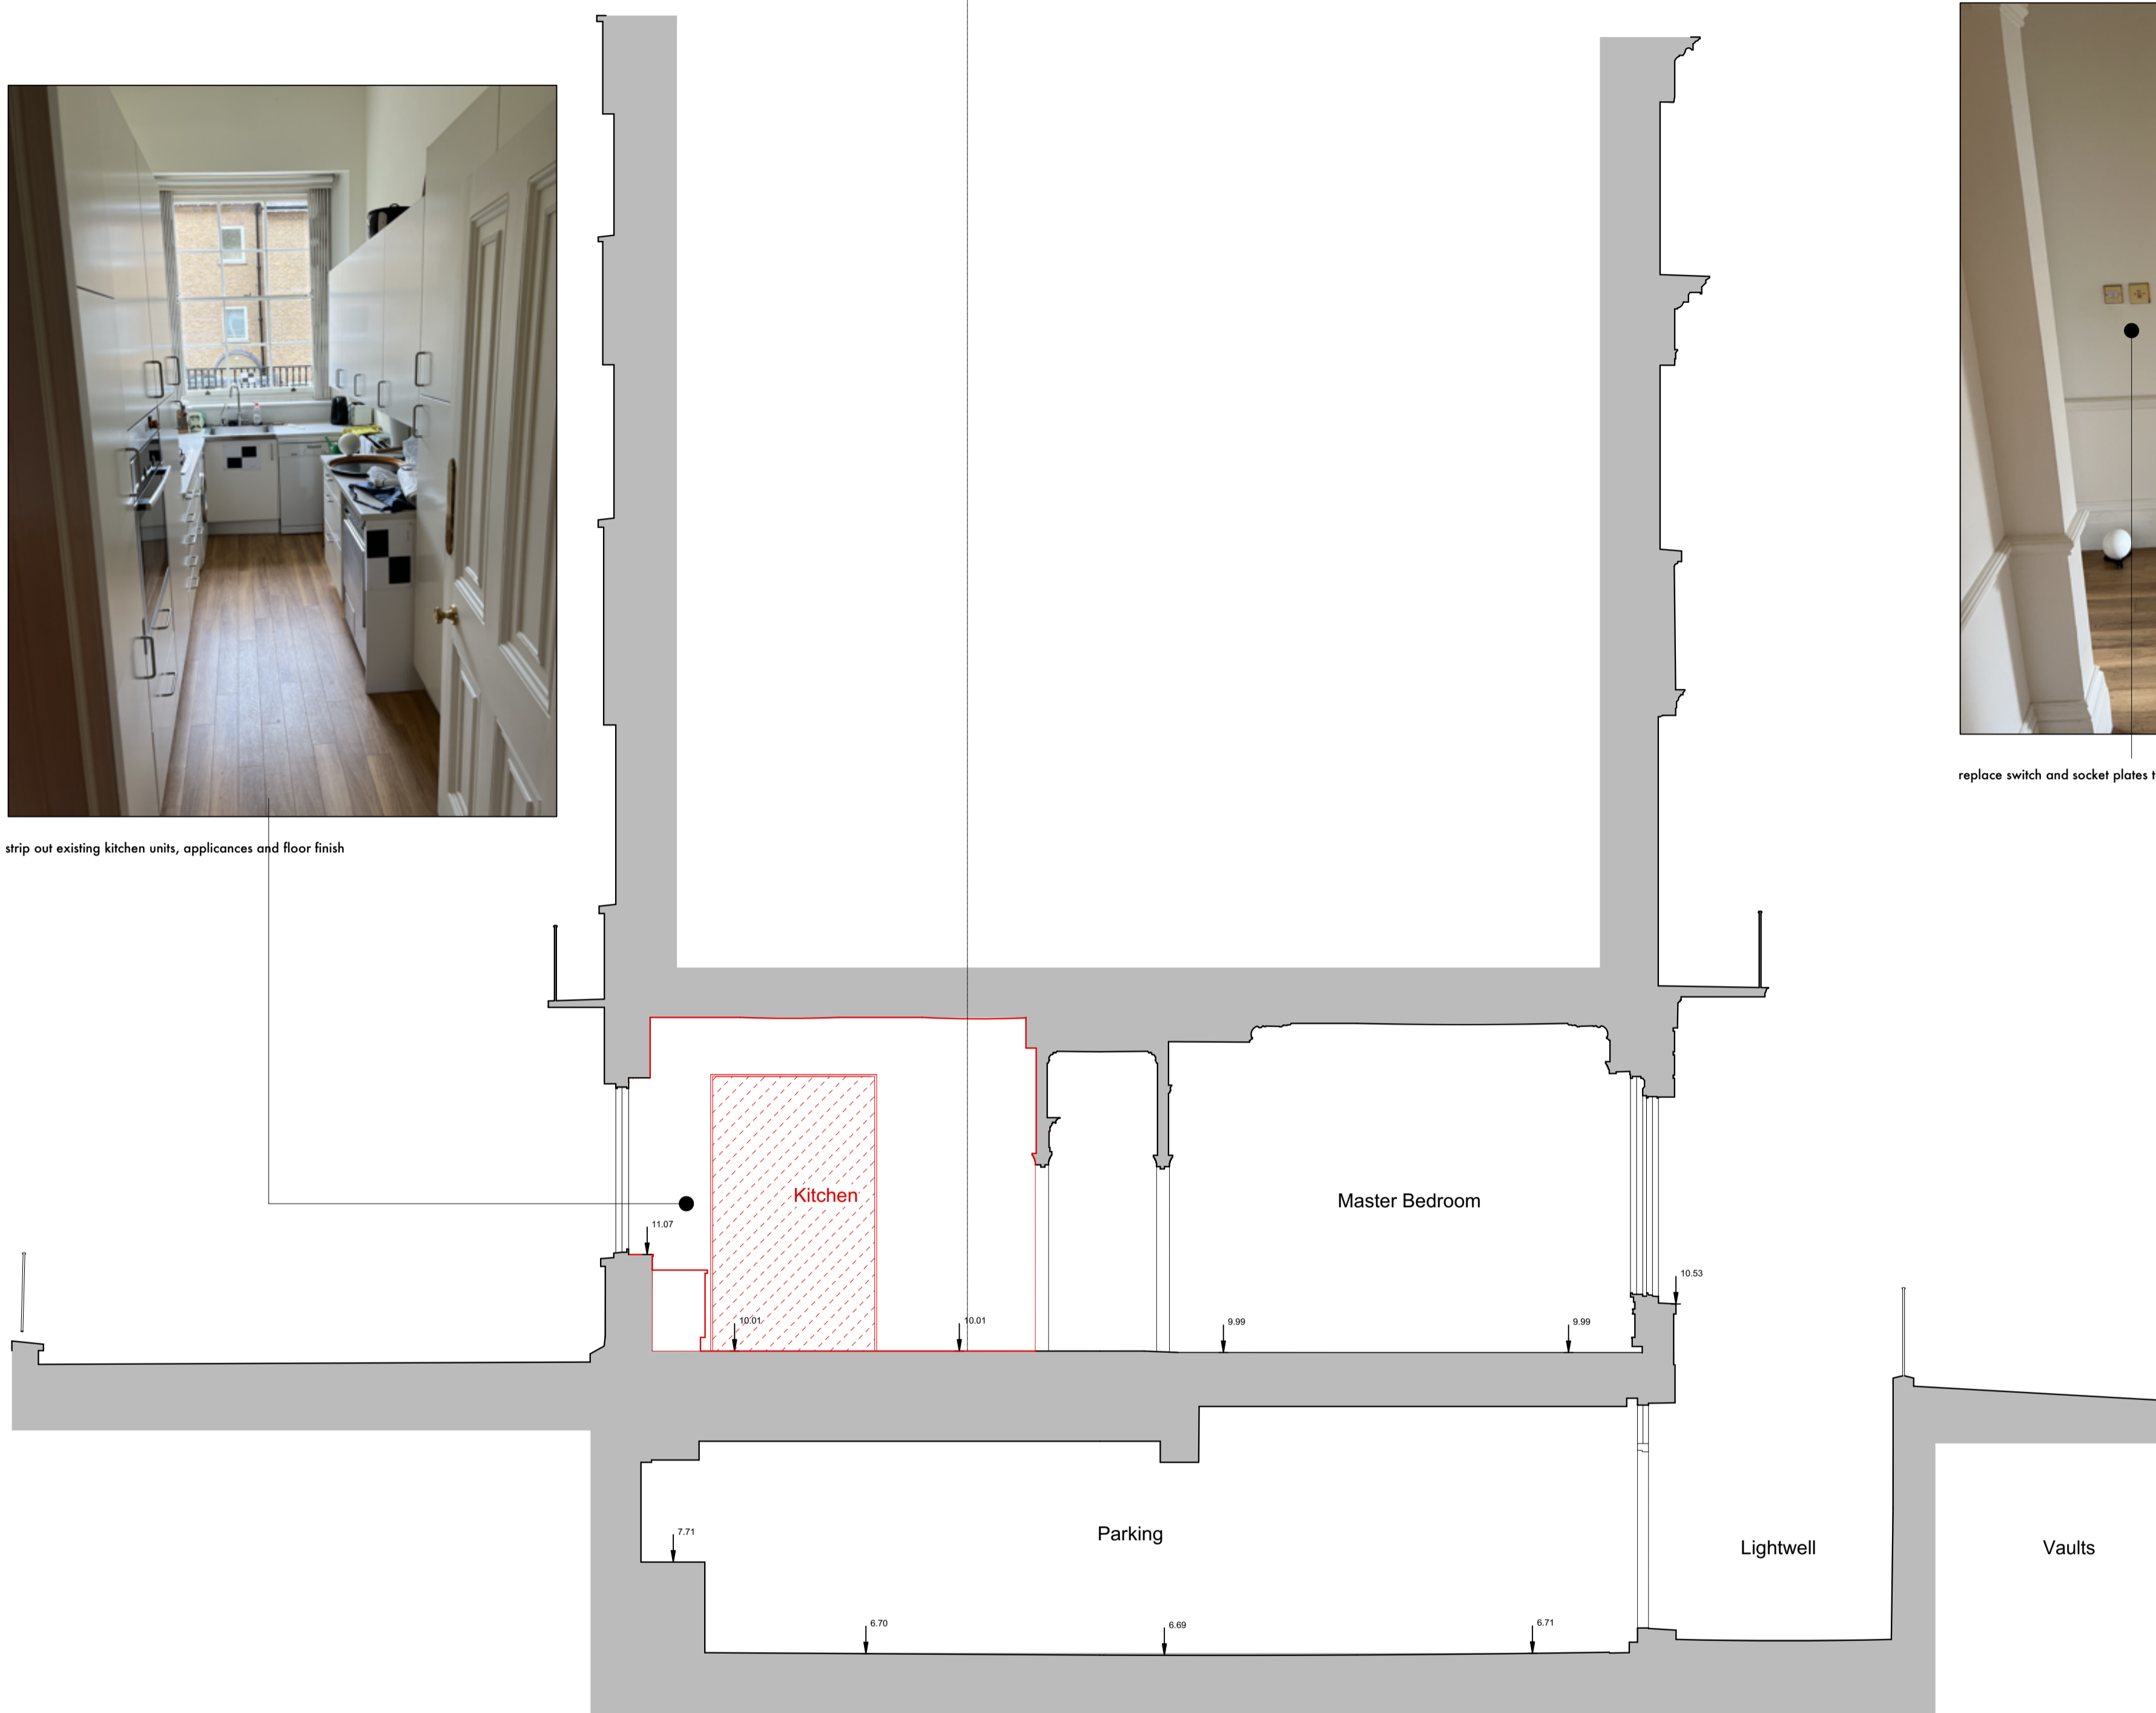 strip out existing kitchen units, applicances and floor finish
replace switch and socket plates t
Kitchen
Master Bedroom
11.07
10.01
10.01
9.99
9.99
10.53
Parking
Lightwell
Vaults
7.71
6.70
6.69
6.71